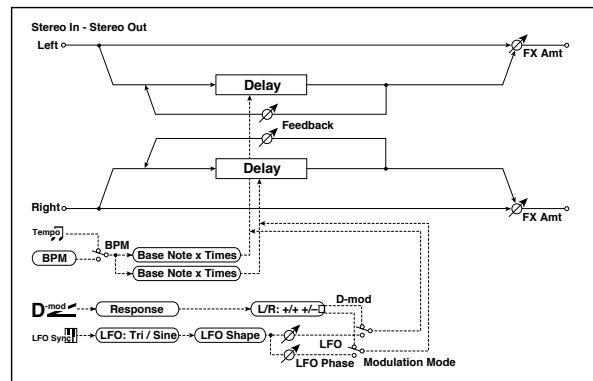 Stereo In - Stereo Out
Left
FX Amt
Delay
Feedback
Delay
Right
FX Amt
Tempo
BPM
BPM
Base Note x Times
Base Note x Times
D-mod
Response
L/R: +/+ +/–
D-mod
LFO Sync
LFO: Tri / Sine
LFO Shape
LFO
LFO Phase
Modulation Mode